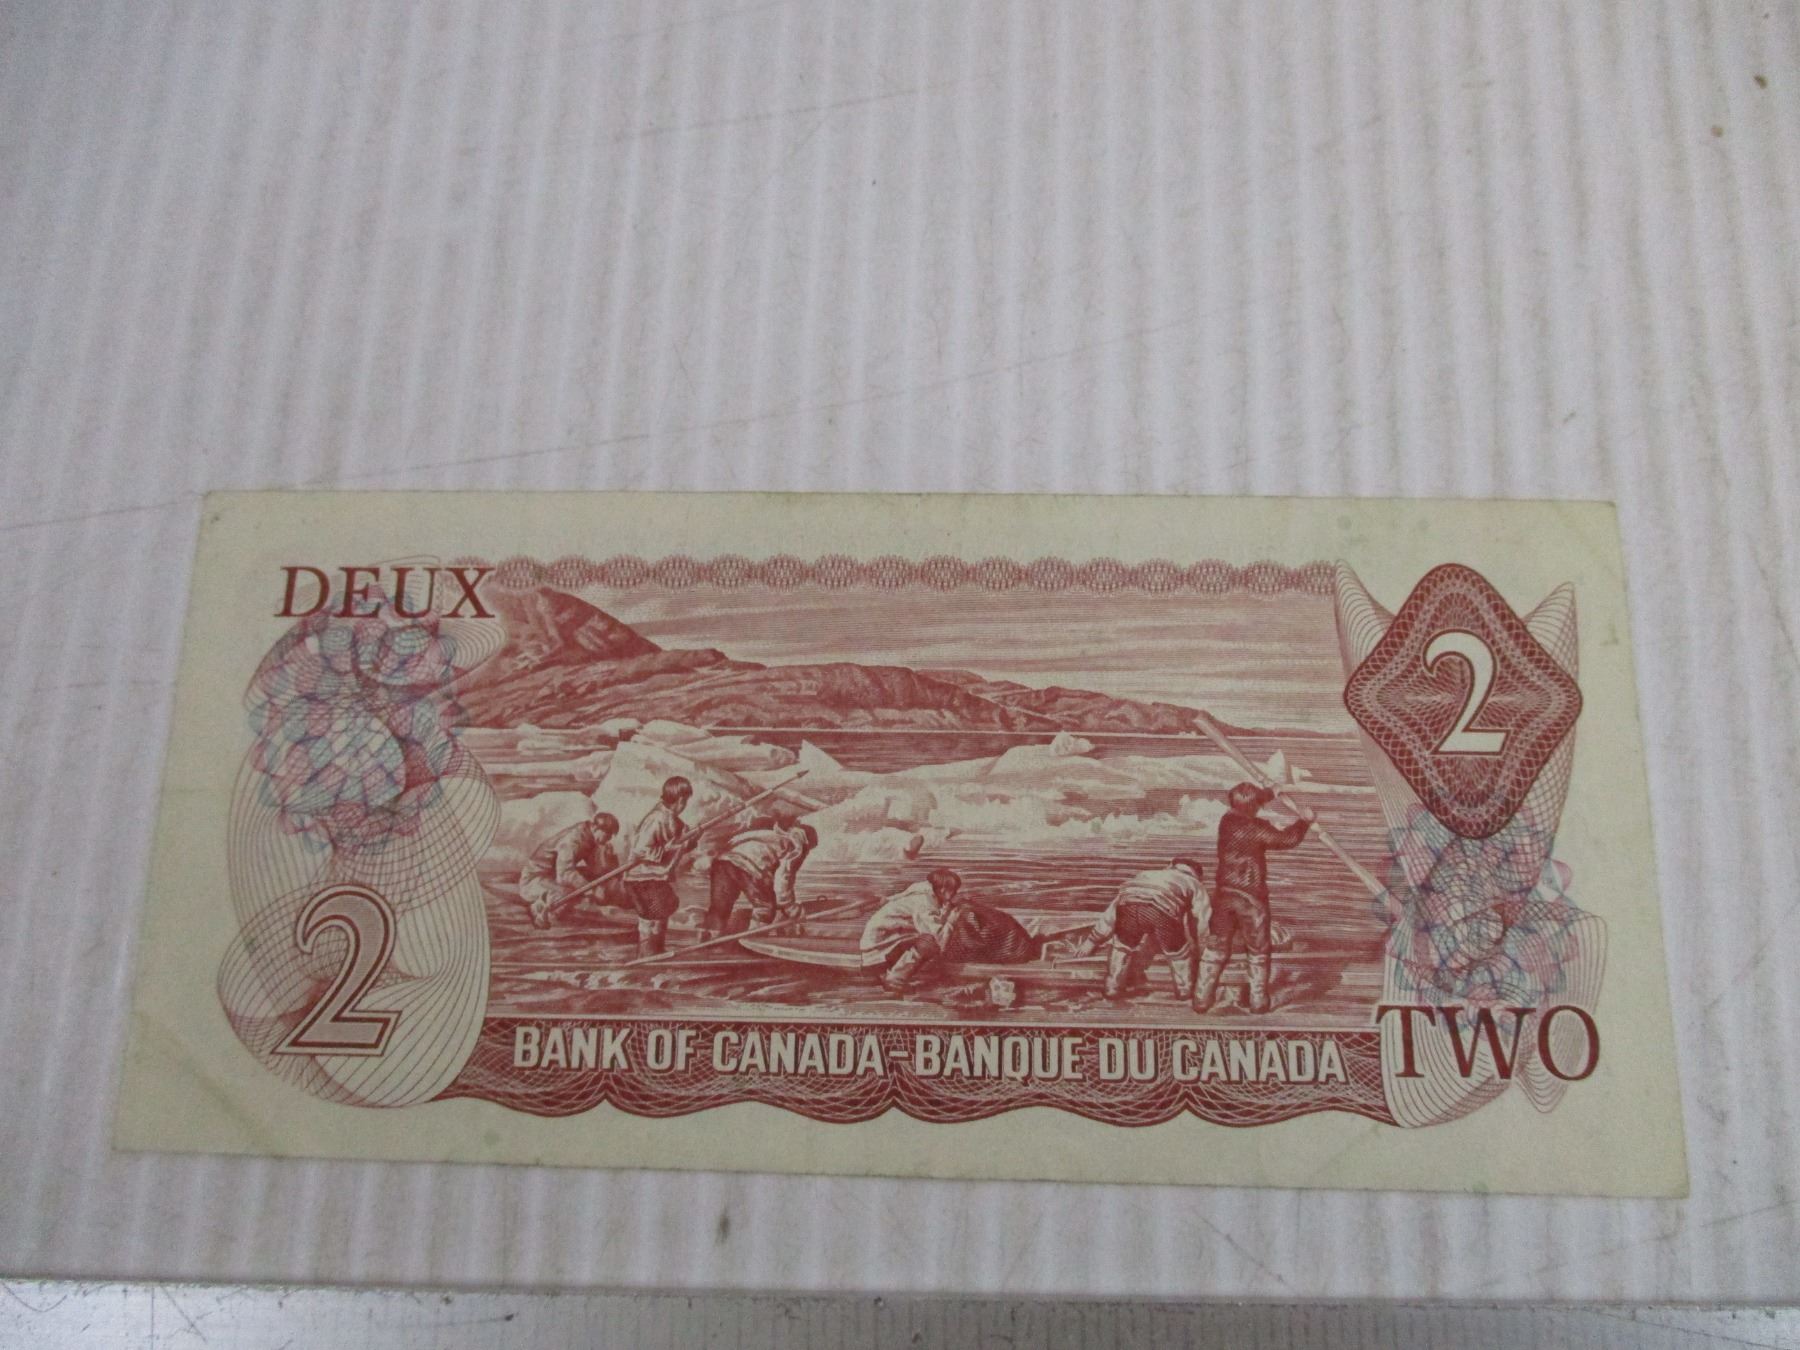 DEUX
2
2
BANK OF CANADA-BANQUE DU CANADA
TWO